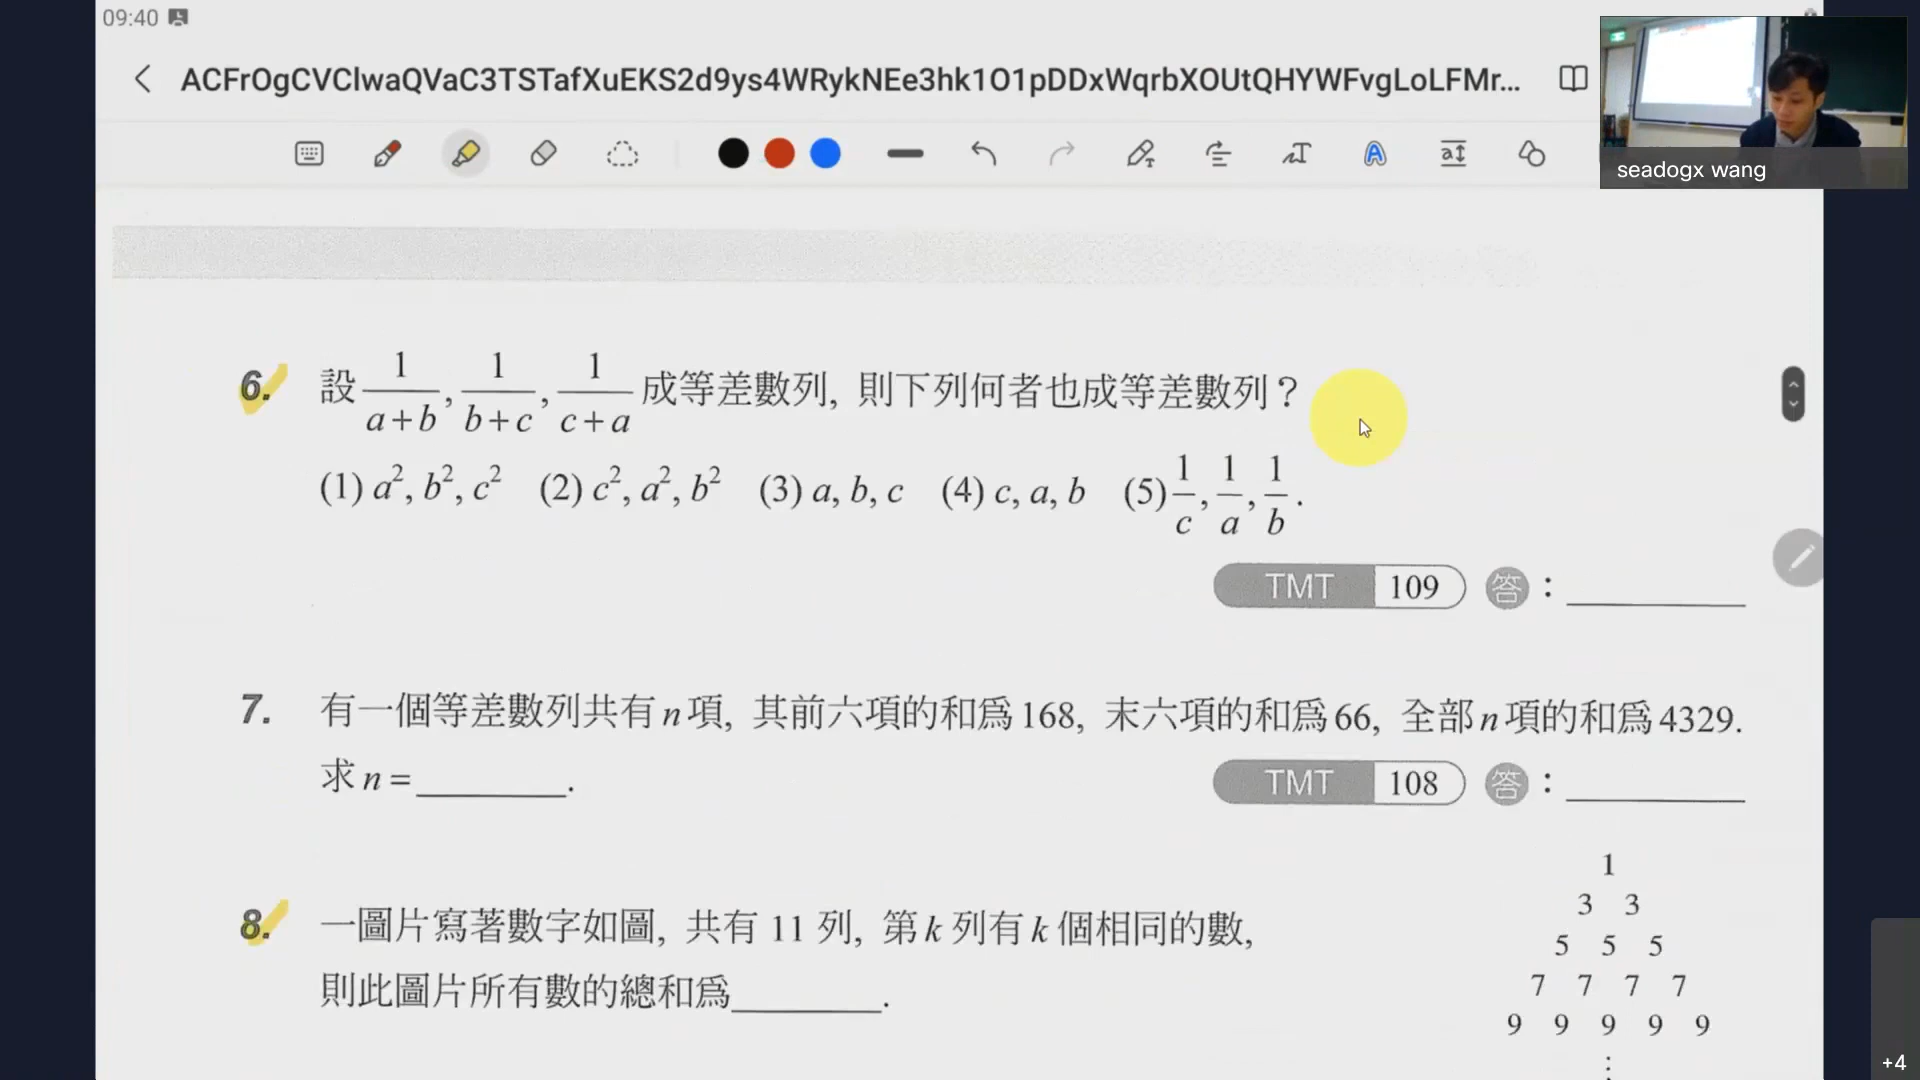 09:40
ACFrOgCVClwaQVaC3TSTafXuEKS2d9ys4WRykNEe3hk1O1pDDxWqrbXOUtQHYWFvgLoLFMr...
seadogx wang
6. 設 1/(a+b), 1/(b+c), 1/(c+a) 成等差數列, 則下列何者也成等差數列?
(1) a², b², c² (2) c², a², b² (3) a, b, c (4) c, a, b (5) 1/c, 1/a, 1/b.
TMT 109 答:
7. 有一個等差數列共有 n 項, 其前六項的和爲 168, 末六項的和爲 66, 全部 n 項的和爲 4329.
求 n = ______.
TMT 108 答:
8. 一圖片寫著數字如圖, 共有 11 列, 第 k 列有 k 個相同的數,
則此圖片所有數的總和爲______.
1
3 3
5 5 5
7 7 7 7
9 9 9 9 9
⋮
+4